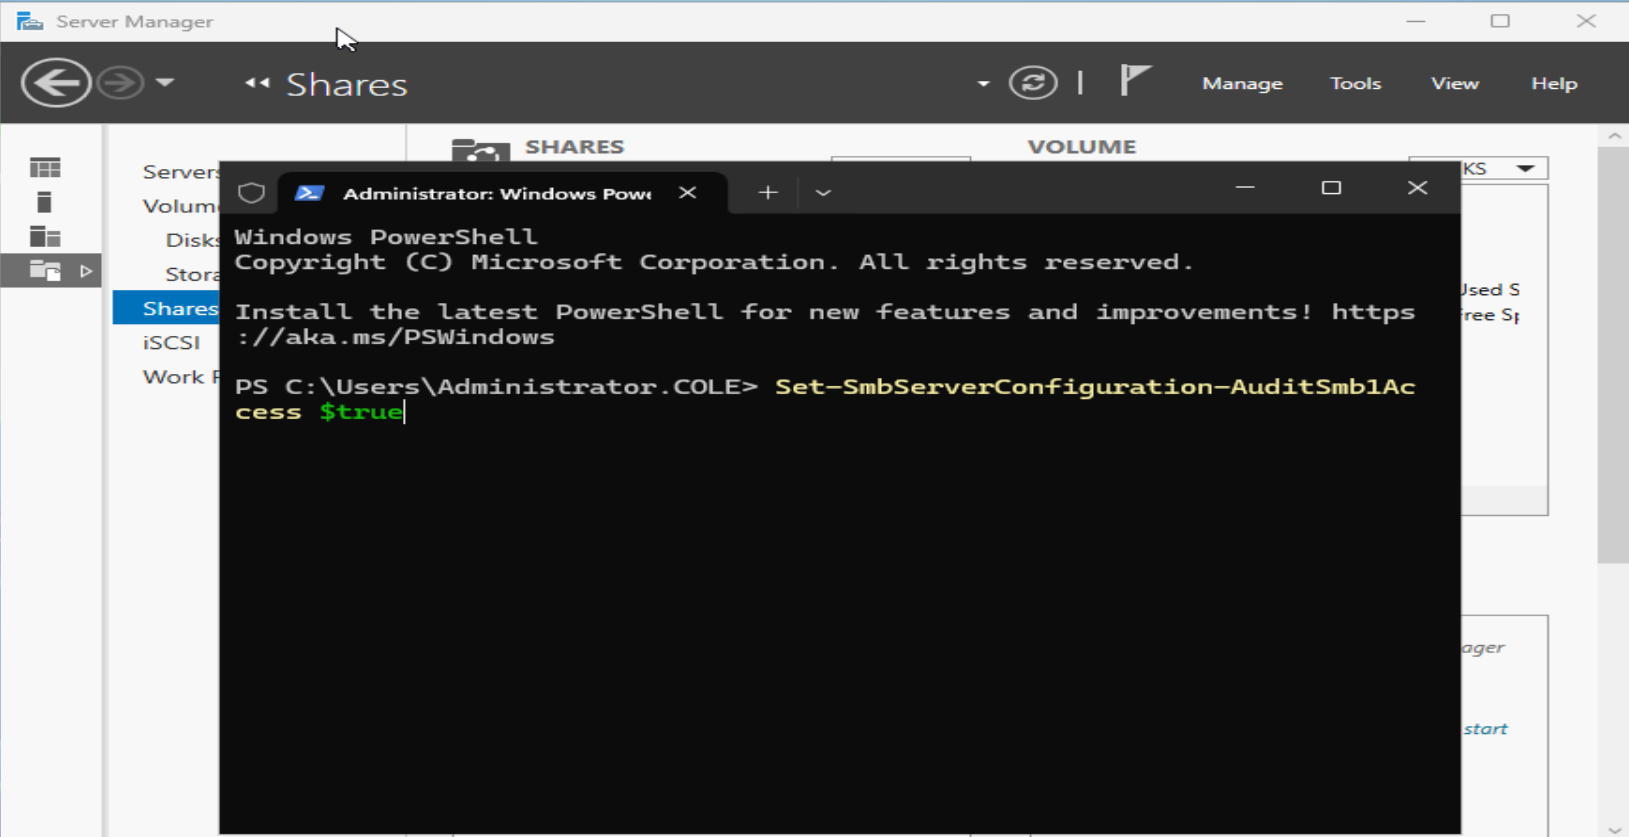 Server Manager
Shares
Manage Tools View Help
SHARES
VOLUME
Servers
KS
Administrator: Windows Powe
Volum
Disks
Windows PowerShell
Copyright (C) Microsoft Corporation. All rights reserved.
Stora
Used S
Shares
Install the latest PowerShell for new features and improvements! https
Free Sp
://aka.ms/PSWindows
iSCSI
Work F
PS C:\Users\Administrator.COLE> Set-SmbServerConfiguration-AuditSmb1Ac
cess $true
ager
start